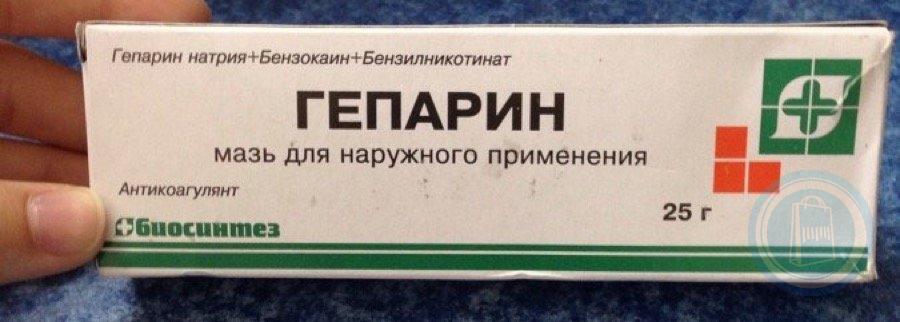 Гепарин натрия+Бензокаин+Бензилникотинат
ГЕПАРИН
мазь для наружного применения
Антикоагулянт
биосинтез
25 г